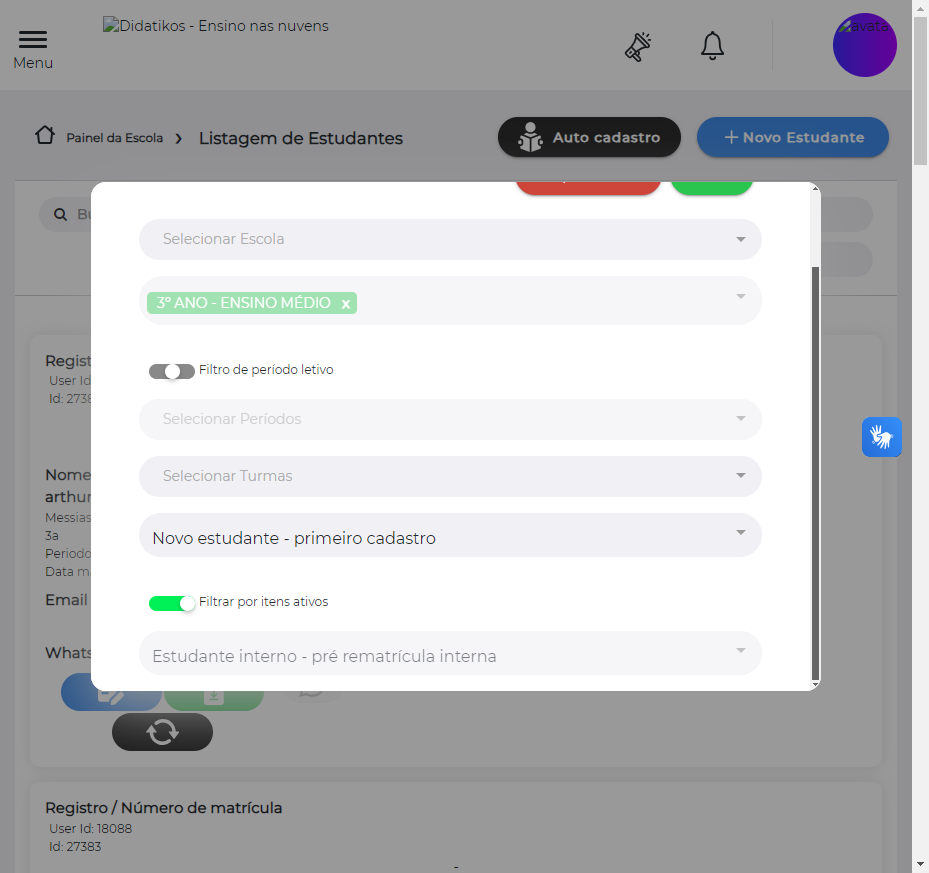 Didatikos - Ensino nas nuvens
Menu
avata
Painel da Escola
Listagem de Estudantes
Auto cadastro
Novo Estudante
Selecionar Escola
3º ANO - ENSINO MÉDIO x
Filtro de período letivo
Selecionar Períodos
Selecionar Turmas
Novo estudante - primeiro cadastro
Filtrar por itens ativos
Estudante interno - pré rematrícula interna
Regist
User Id
Id: 2738
Nome
arthur
Messias
3a
Periodo
Data m
Email
Whats
Registro / Número de matrícula
User Id: 18088
Id: 27383